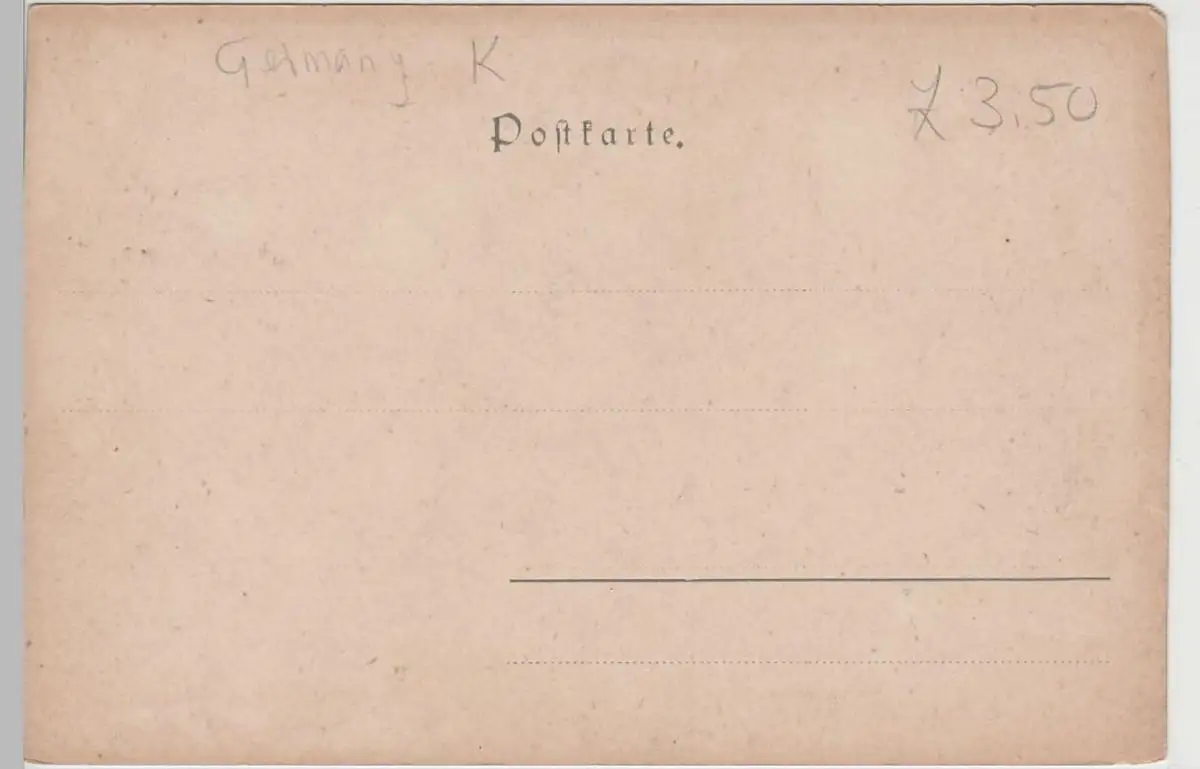 Germany K
£ 3.50
Poſtkarte.